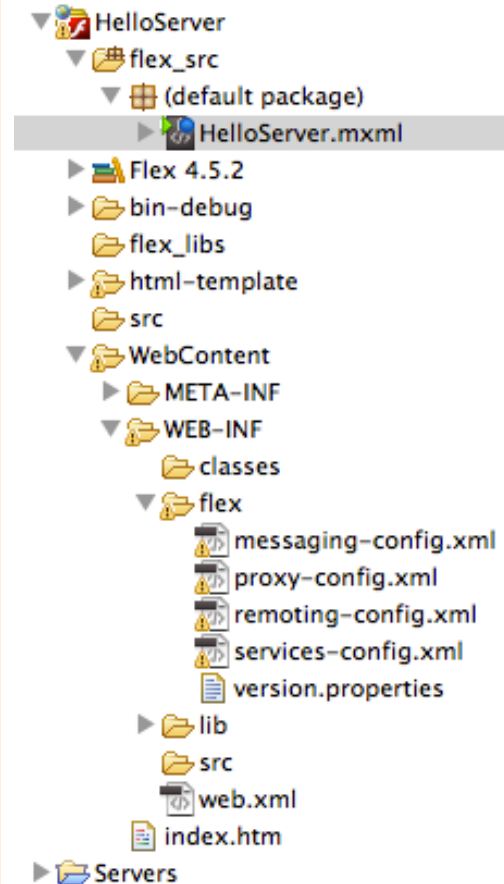 HelloServer
flex_src
(default package)
HelloServer.mxml
Flex 4.5.2
bin-debug
flex_libs
html-template
src
WebContent
META-INF
WEB-INF
classes
flex
messaging-config.xml
proxy-config.xml
remoting-config.xml
services-config.xml
version.properties
lib
src
web.xml
index.htm
Servers